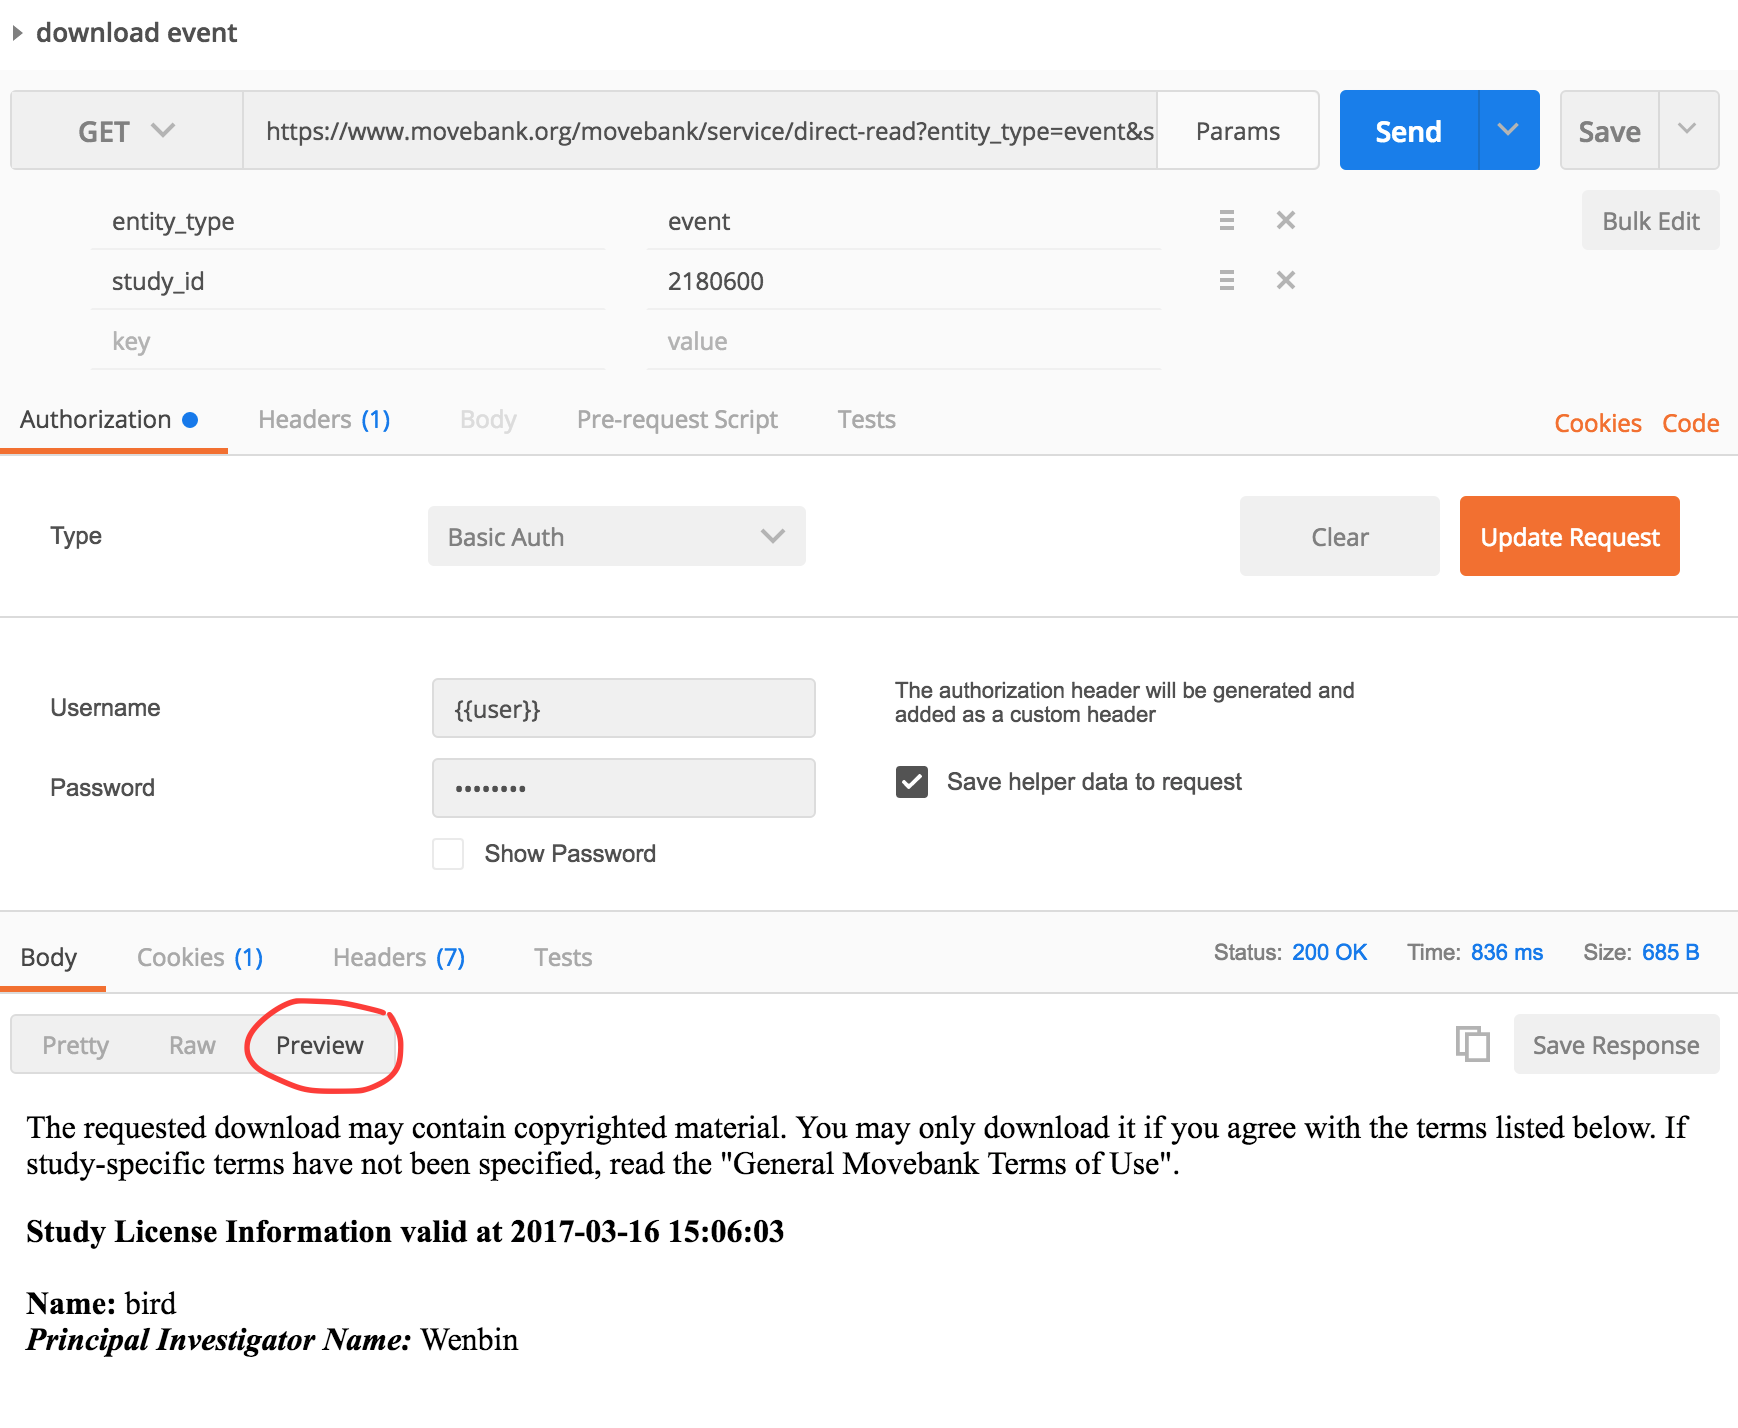 download event
GET https://www.movebank.org/movebank/service/direct-read?entity_type=event&s Params Send Save
entity_type event Bulk Edit
study_id 2180600
key value
Authorization Headers (1) Body Pre-request Script Tests Cookies Code
Type Basic Auth Clear Update Request
Username {{user}} The authorization header will be generated and
added as a custom header
Password •••••••• Save helper data to request
Show Password
Body Cookies (1) Headers (7) Tests Status: 200 OK Time: 836 ms Size: 685 B
Pretty Raw Preview Save Response
The requested download may contain copyrighted material. You may only download it if you agree with the terms listed below. If
study-specific terms have not been specified, read the "General Movebank Terms of Use".
Study License Information valid at 2017-03-16 15:06:03
Name: bird
Principal Investigator Name: Wenbin